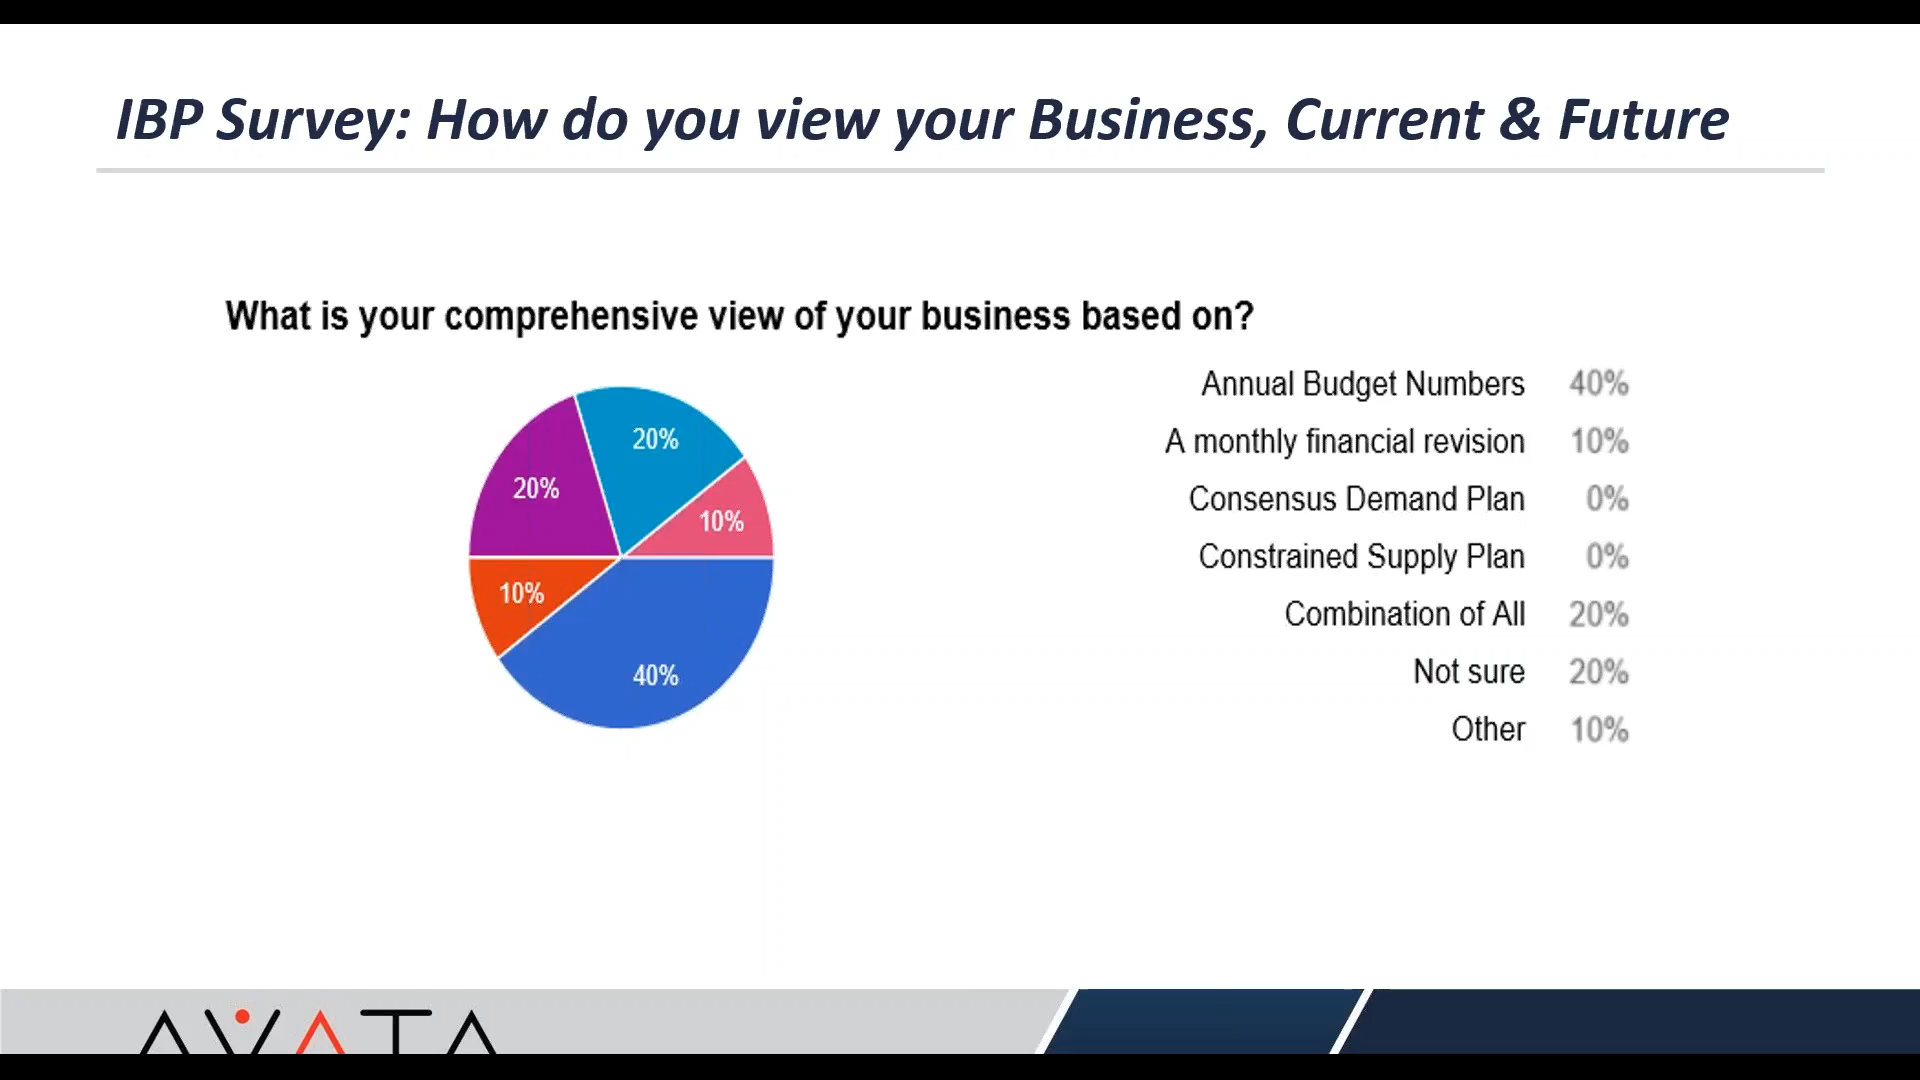 IBP Survey: How do you view your Business, Current & Future
What is your comprehensive view of your business based on?
20%
20%
10%
10%
40%
Annual Budget Numbers 40%
A monthly financial revision 10%
Consensus Demand Plan 0%
Constrained Supply Plan 0%
Combination of All 20%
Not sure 20%
Other 10%
AVATA